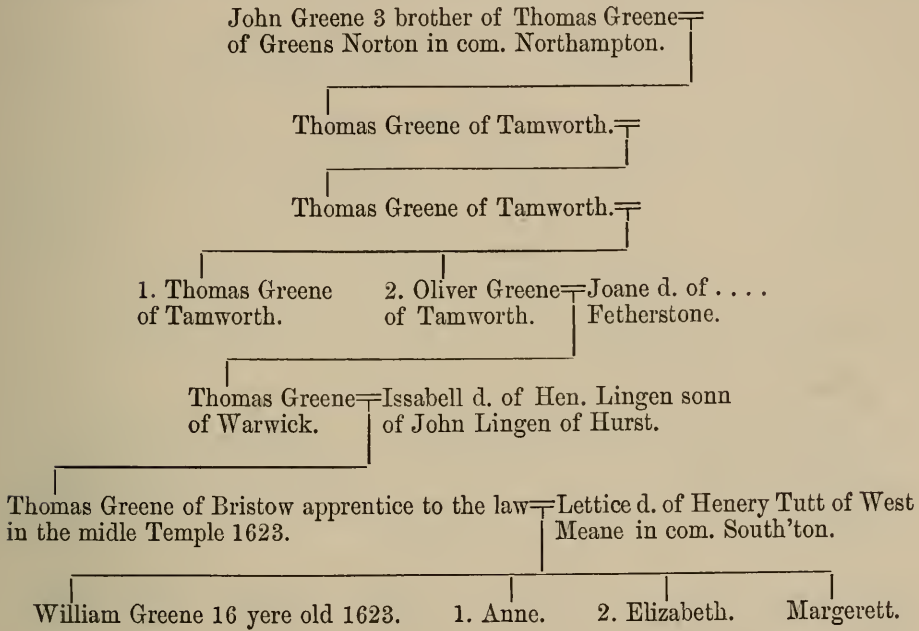 John Greene 3 brother of Thomas Greene
of Greens Norton in com. Northampton.
Thomas Greene of Tamworth.
Thomas Greene of Tamworth.
1. Thomas Greene
of Tamworth.
2. Oliver Greene
of Tamworth.
Joane d. of . . . .
Fetherstone.
Thomas Greene
of Warwick.
Issabell d. of Hen. Lingen sonn
of John Lingen of Hurst.
Thomas Greene of Bristow apprentice to the law
in the midle Temple 1623.
Lettice d. of Henery Tutt of West
Meane in com. South'ton.
William Greene 16 yere old 1623.
1. Anne.
2. Elizabeth.
Margerett.